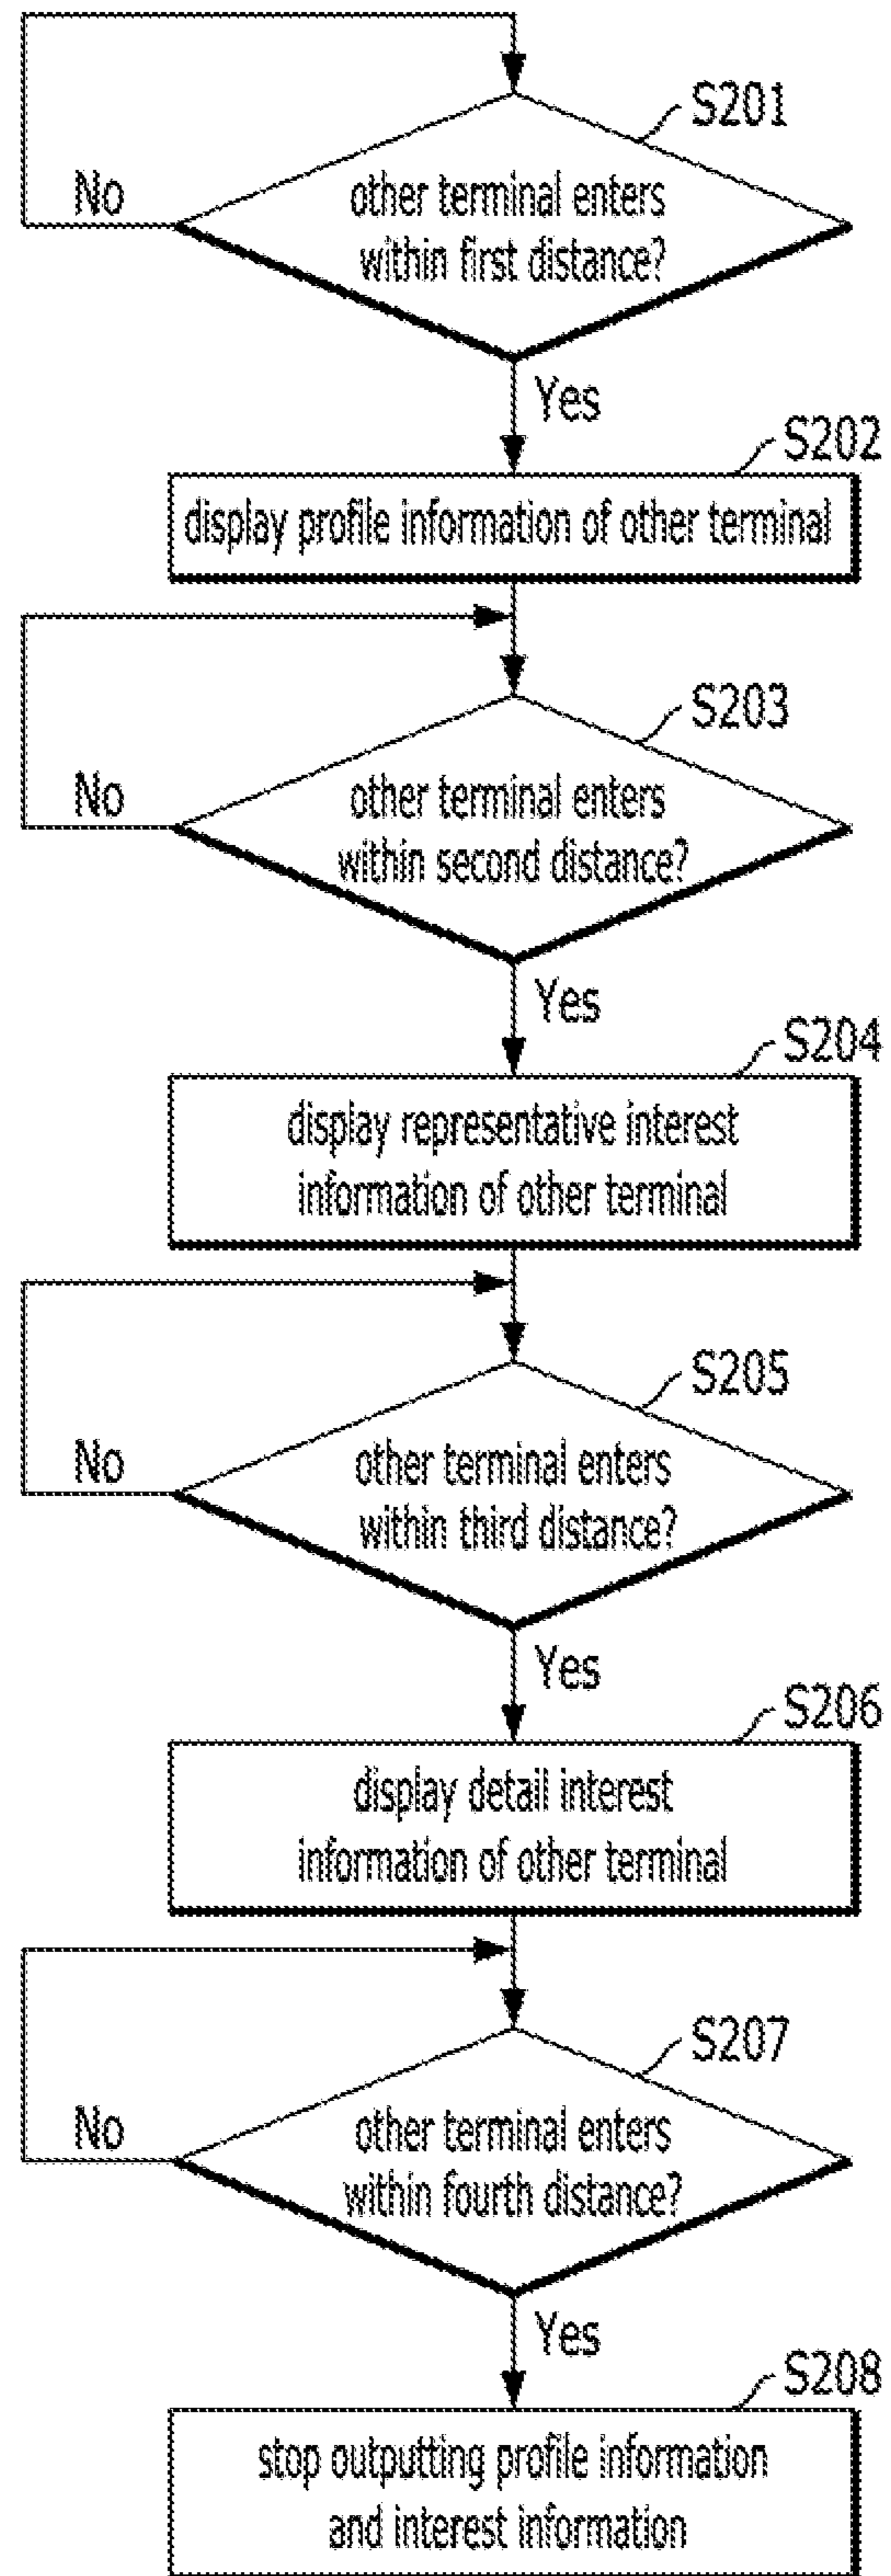 S201
other terminal enters
within first distance?
No
Yes
S202
display profile information of other terminal
S203
other terminal enters
within second distance?
No
Yes
S204
display representative interest
information of other terminal
S205
other terminal enters
within third distance?
No
Yes
S206
display detail interest
information of other terminal
S207
other terminal enters
within fourth distance?
No
Yes
S208
stop outputting profile information
and interest information